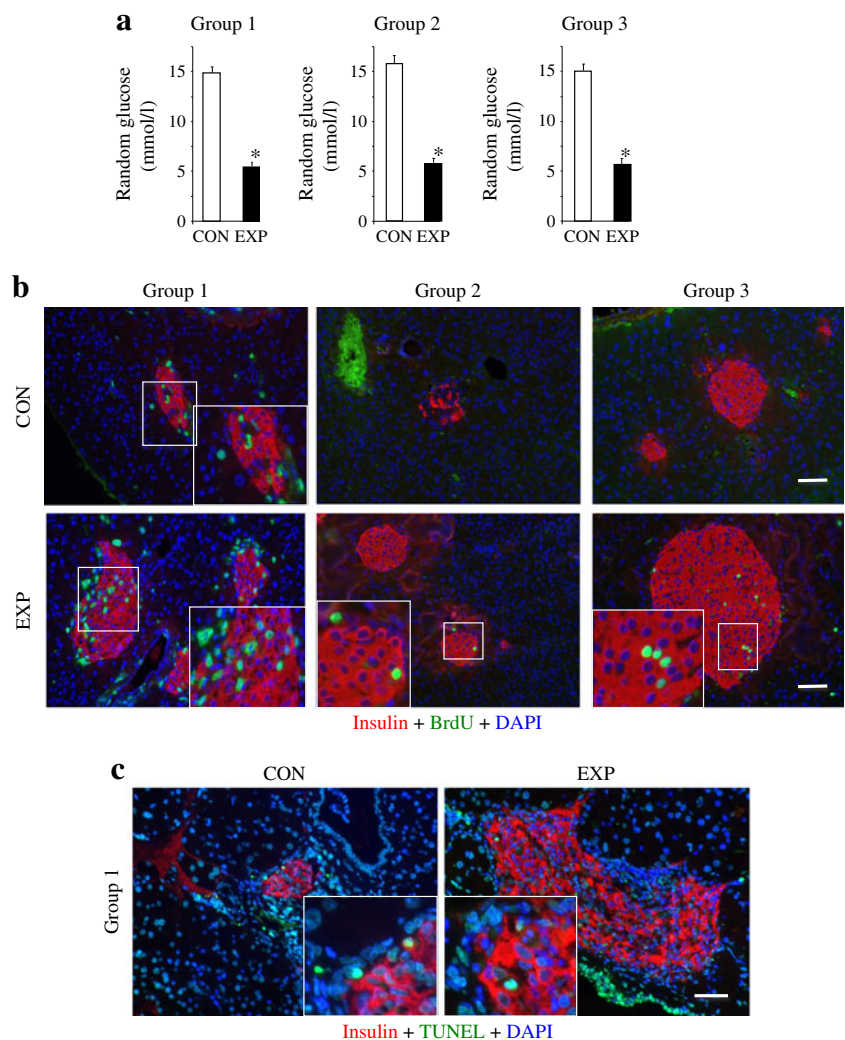 a
Group 1
Group 2
Group 3
Random glucose
(mmol/l)
15
10
5
0
CON EXP
*
Random glucose
(mmol/l)
15
10
5
0
CON EXP
*
Random glucose
(mmol/l)
15
10
5
0
CON EXP
*
b
Group 1
Group 2
Group 3
CON
EXP
Insulin + BrdU + DAPI
c
CON
EXP
Group 1
Insulin + TUNEL + DAPI